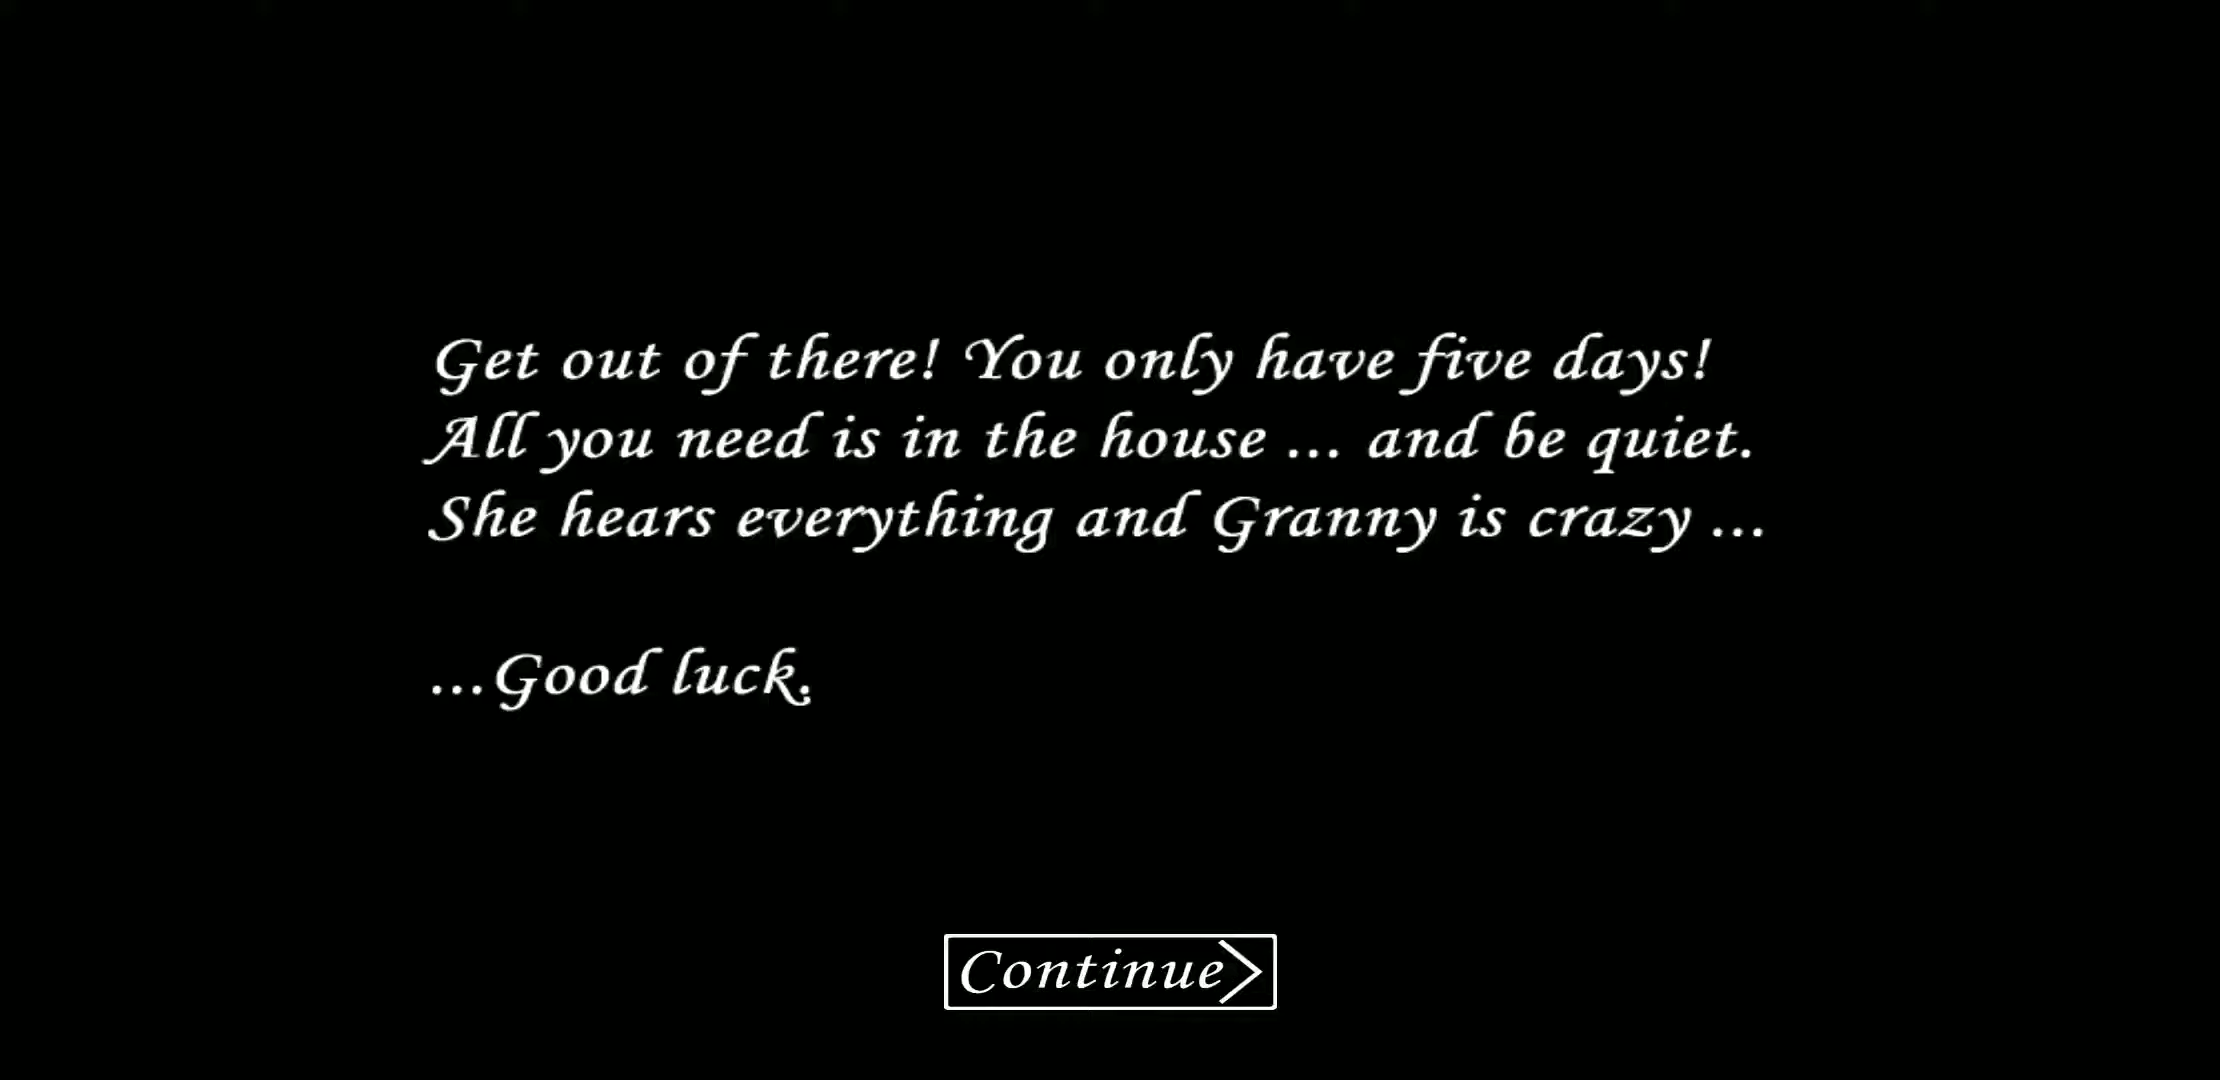 Get out of there! You only have five days!
All you need is in the house ... and be quiet.
She hears everything and Granny is crazy ...
...Good luck.
Continue>